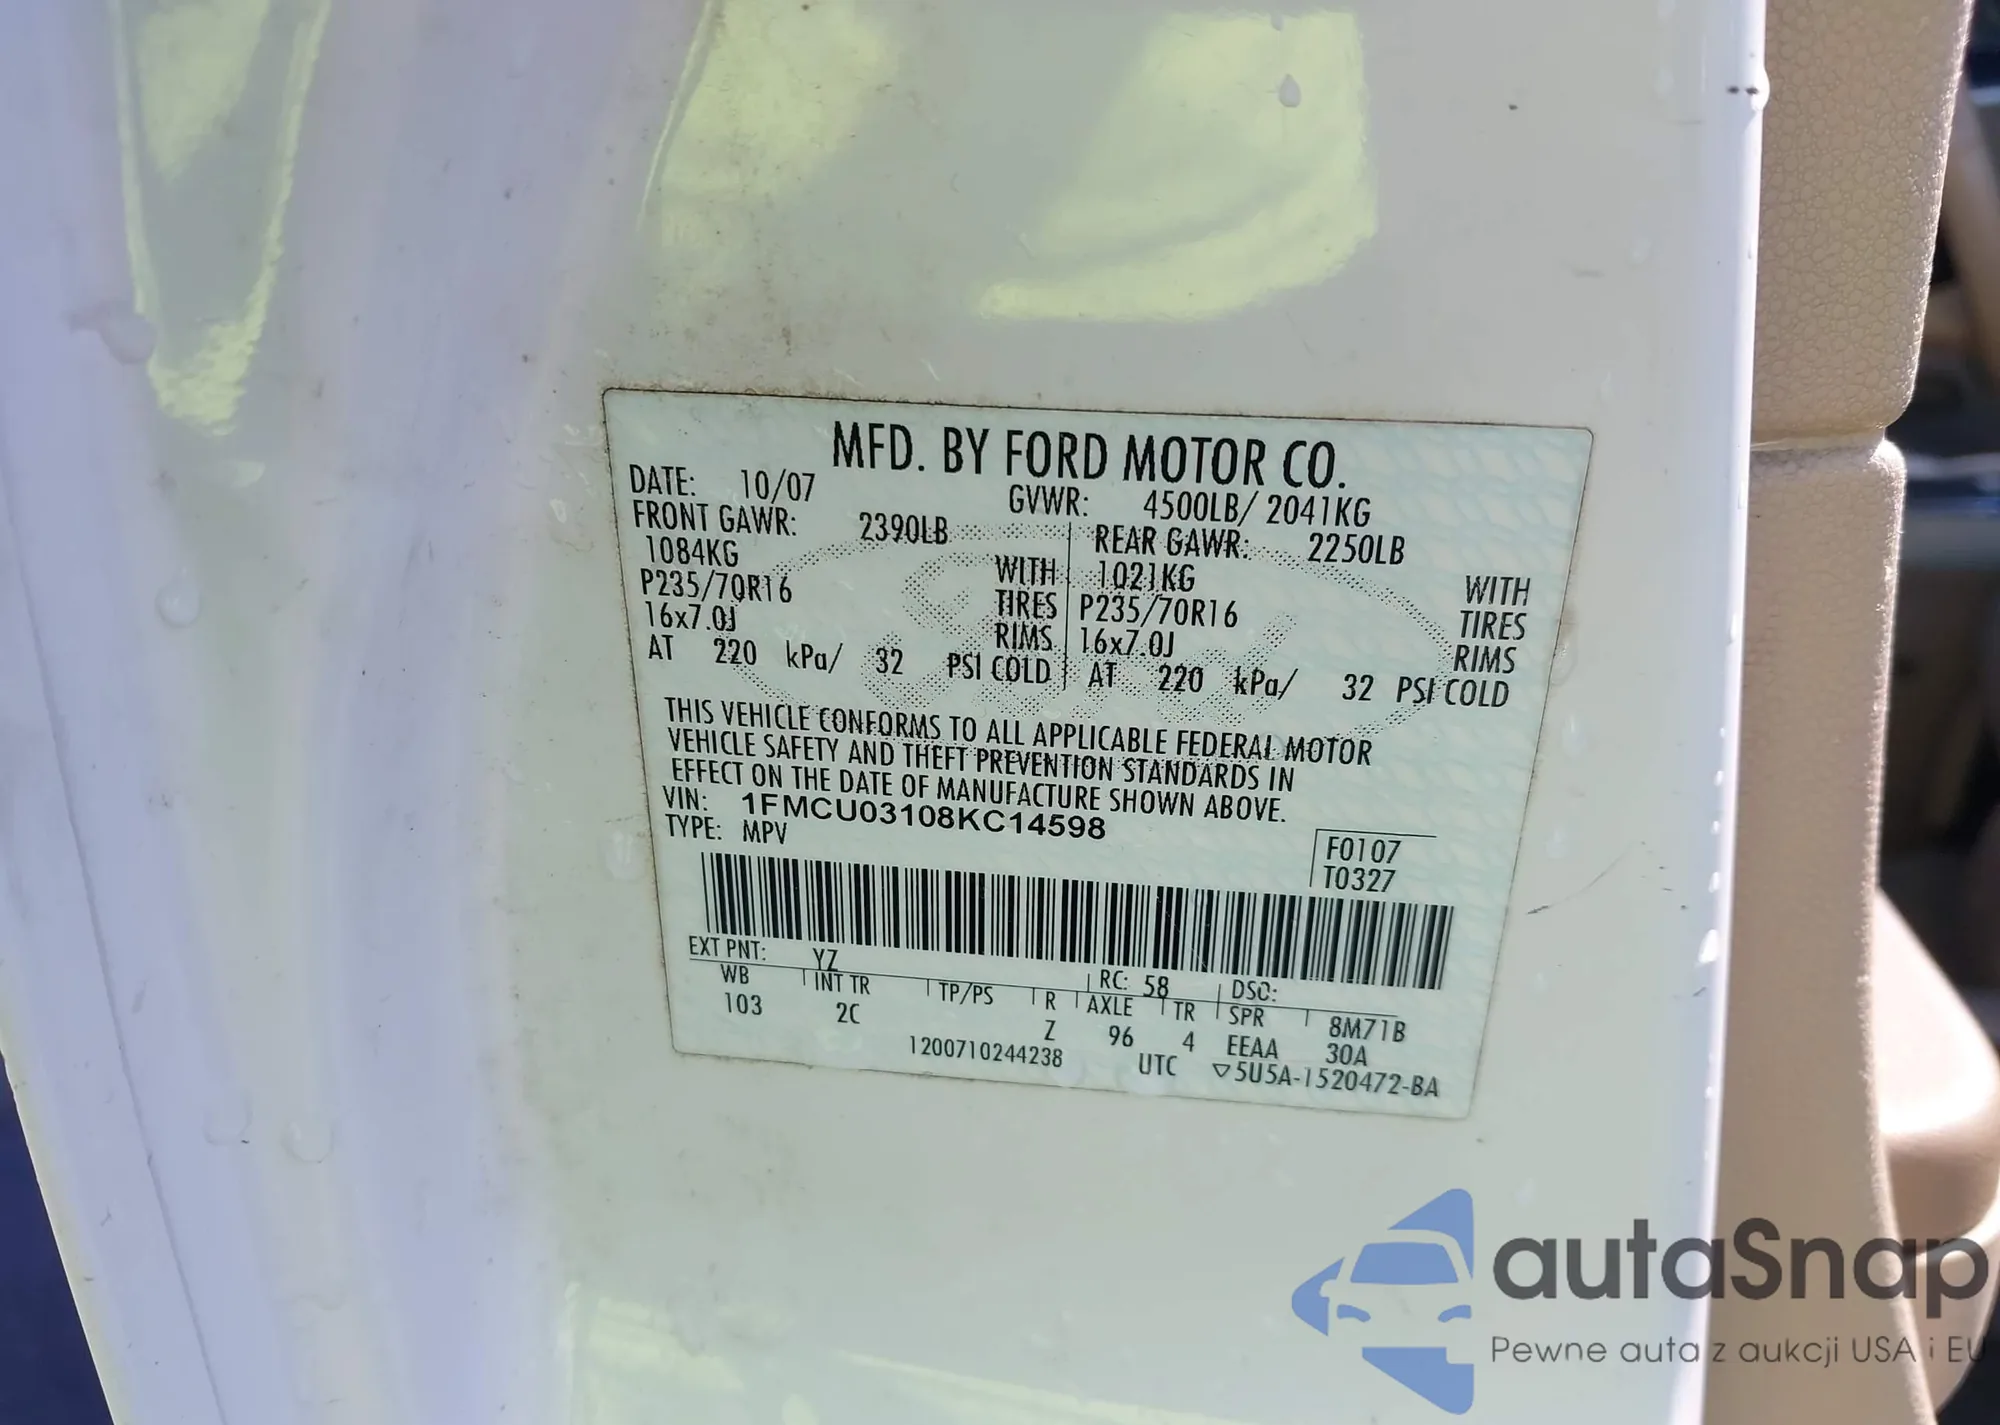 MFD. BY FORD MOTOR CO.
DATE: 10/07 GVWR: 4500LB/ 2041KG
FRONT GAWR: 2390LB REAR GAWR: 2250LB
1084KG WITH 1021KG WITH
P235/70R16 TIRES P235/70R16 TIRES
16x7.0J RIMS 16x7.0J RIMS
AT 220 kPa/ 32 PSI COLD AT 220 kPa/ 32 PSI COLD
THIS VEHICLE CONFORMS TO ALL APPLICABLE FEDERAL MOTOR
VEHICLE SAFETY AND THEFT PREVENTION STANDARDS IN
EFFECT ON THE DATE OF MANUFACTURE SHOWN ABOVE.
VIN: 1FMCU03108KC14598
TYPE: MPV
F0107
T0327
EXT PNT: YZ RC: 58 DSO:
WB INT TR TP/PS R AXLE TR SPR 8M71B
103 2C Z 96 4 EEAA 30A
1200710244238 UTC ▽5U5A-1520472-BA
autaSnap
Pewne auta z aukcji USA i EU